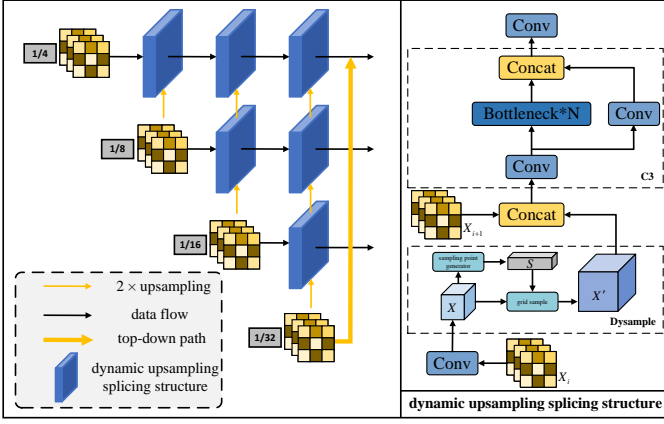 1/4
1/8
1/16
1/32
2 × upsampling
data flow
top-down path
dynamic upsampling
splicing structure
Conv
Concat
Bottleneck*N
Conv
Conv
C3
Concat
X_{i+1}
sampling point
generator
S
X
grid sample
X'
Dysample
Conv
X_i
dynamic upsampling splicing structure